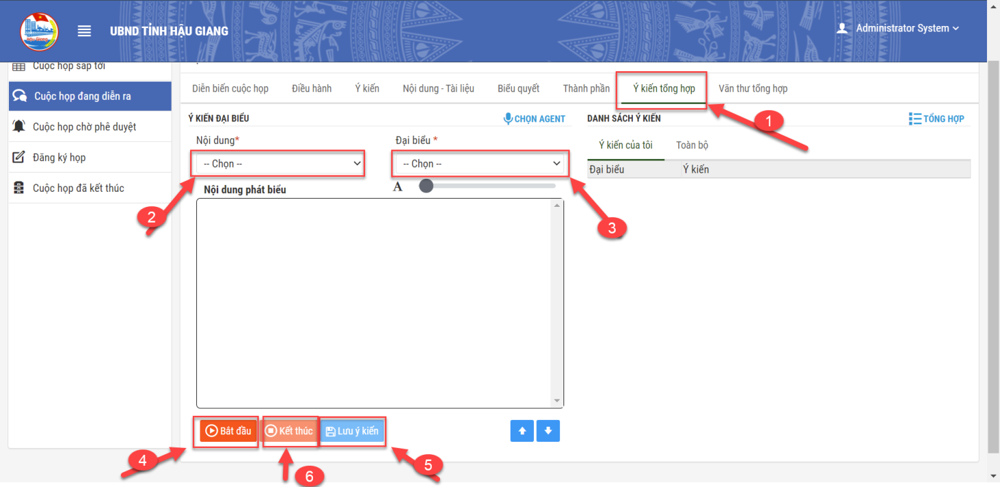 UBND TỈNH HẬU GIANG
Administrator System
Hậu Giang
Cuộc họp sắp tới
Cuộc họp đang diễn ra
Cuộc họp chờ phê duyệt
Đăng ký họp
Cuộc họp đã kết thúc
Diễn biến cuộc họp Điều hành Ý kiến Nội dung - Tài liệu Biểu quyết Thành phần Ý kiến tổng hợp Văn thư tổng hợp
1
Ý KIẾN ĐẠI BIỂU CHỌN AGENT
Nội dung* Đại biểu *
-- Chọn -- -- Chọn --
2
3
Nội dung phát biểu A
Bắt đầu Kết thúc Lưu ý kiến
4
6
5
DANH SÁCH Ý KIẾN TỔNG HỢP
Ý kiến của tôi Toàn bộ
Đại biểu Ý kiến